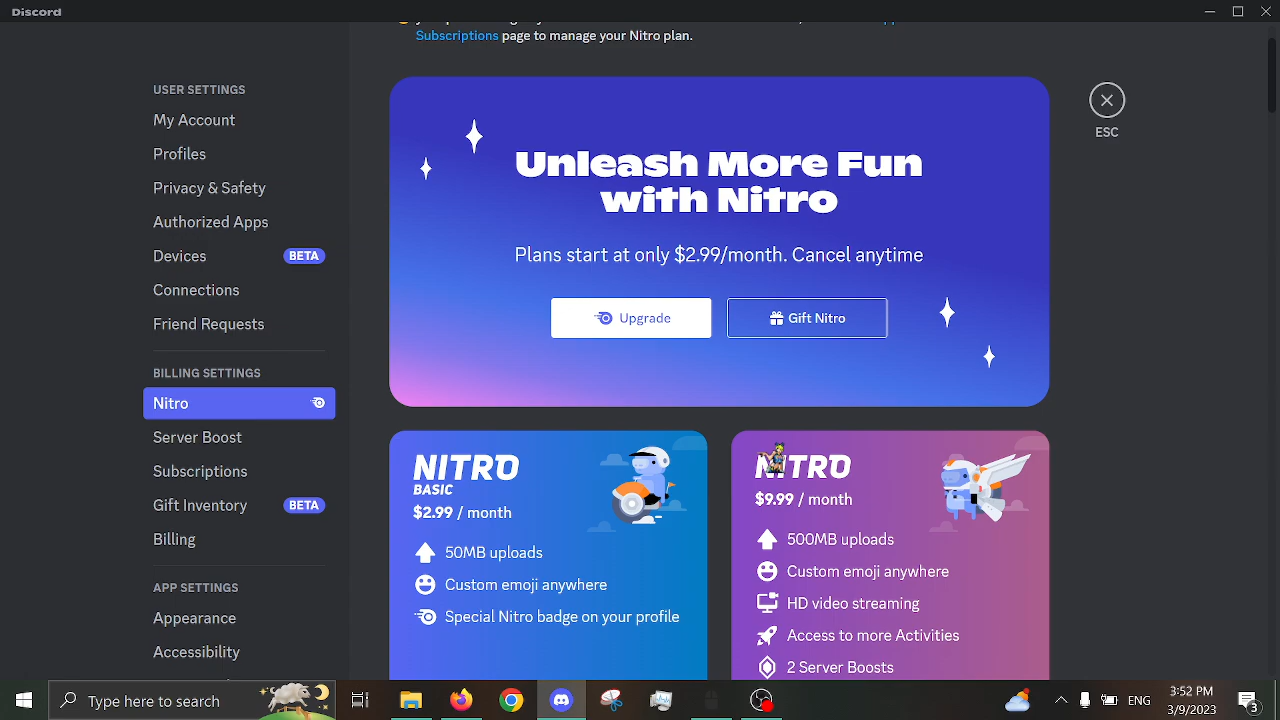 Discord
Subscriptions page to manage your Nitro plan.
USER SETTINGS
My Account
Profiles
Privacy & Safety
Authorized Apps
Devices BETA
Connections
Friend Requests
BILLING SETTINGS
Nitro
Server Boost
Subscriptions
Gift Inventory BETA
Billing
APP SETTINGS
Appearance
Accessibility
Unleash More Fun
with Nitro
Plans start at only $2.99/month. Cancel anytime
Upgrade
Gift Nitro
ESC
NITRO
BASIC
$2.99 / month
50MB uploads
Custom emoji anywhere
Special Nitro badge on your profile
NITRO
$9.99 / month
500MB uploads
Custom emoji anywhere
HD video streaming
Access to more Activities
2 Server Boosts
Type here to search
ENG
3:52 PM
3/9/2023
3